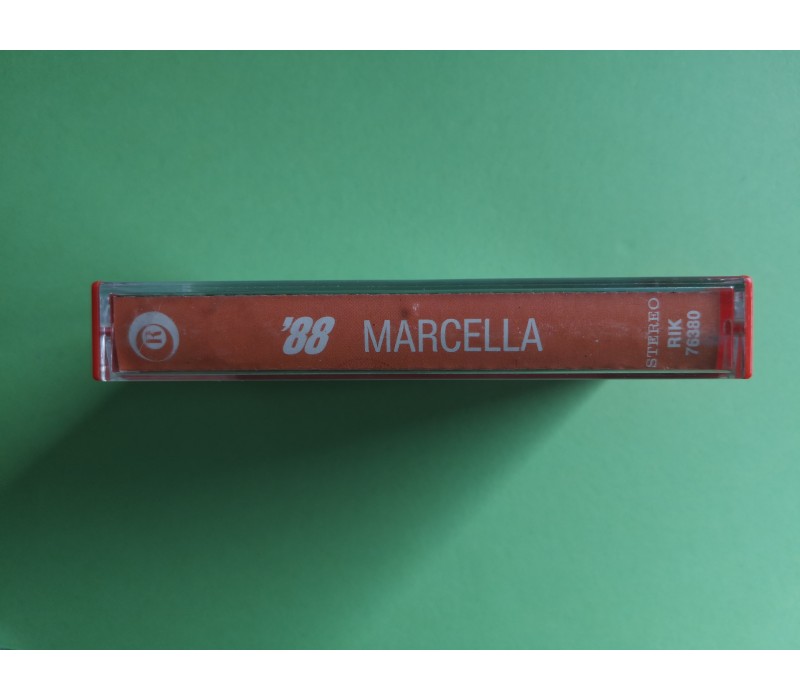 R
'88 MARCELLA
STEREO
RIK
76380